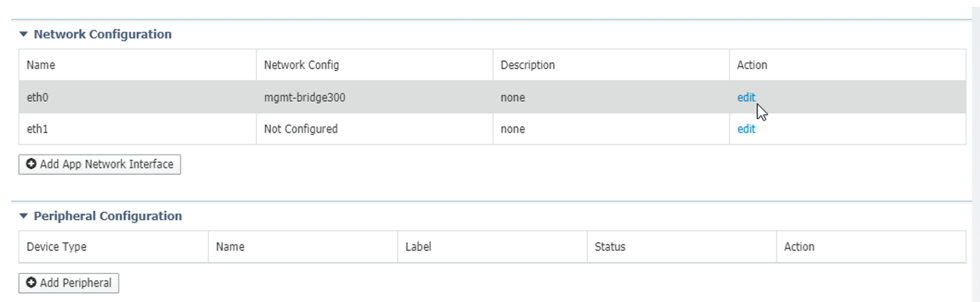 Network Configuration
Name Network Config Description Action
eth0 mgmt-bridge300 none edit
eth1 Not Configured none edit
Add App Network Interface
Peripheral Configuration
Device Type Name Label Status Action
Add Peripheral